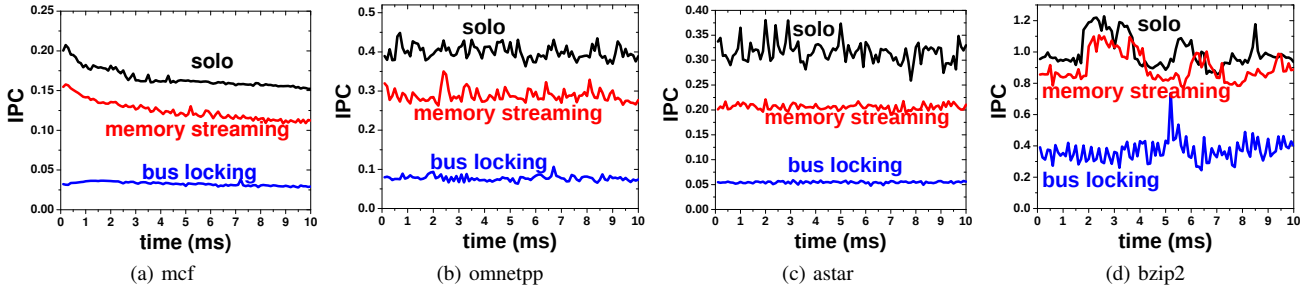 IPC
0.25
0.20
0.15
0.10
0.05
0.00
solo
memory streaming
bus locking
0 1 2 3 4 5 6 7 8 9 10
time (ms)
(a) mcf
IPC
0.5
0.4
0.3
0.2
0.1
0.0
solo
memory streaming
bus locking
0 1 2 3 4 5 6 7 8 9 10
time (ms)
(b) omnetpp
IPC
0.40
0.35
0.30
0.25
0.20
0.15
0.10
0.05
0.00
solo
memory streaming
bus locking
0 1 2 3 4 5 6 7 8 9 10
time (ms)
(c) astar
IPC
1.2
1.0
0.8
0.6
0.4
0.2
0.0
solo
memory streaming
bus locking
0 1 2 3 4 5 6 7 8 9 10
time (ms)
(d) bzip2